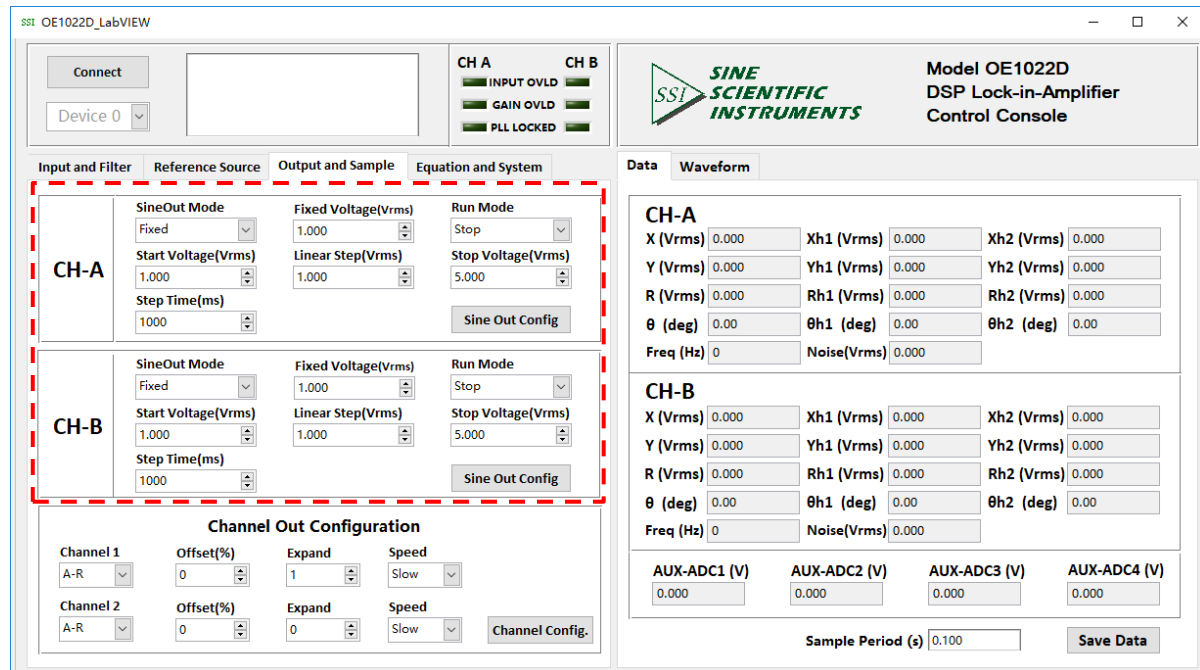 SSI OE1022D_LabVIEW
Connect
Device 0
CH A CH B
INPUT OVLD
GAIN OVLD
PLL LOCKED
SSI
SINE
SCIENTIFIC
INSTRUMENTS
Model OE1022D
DSP Lock-in-Amplifier
Control Console
Input and Filter Reference Source Output and Sample Equation and System
CH-A
SineOut Mode Fixed Voltage(Vrms) Run Mode
Fixed 1.000 Stop
Start Voltage(Vrms) Linear Step(Vrms) Stop Voltage(Vrms)
1.000 1.000 5.000
Step Time(ms)
1000 Sine Out Config
CH-B
SineOut Mode Fixed Voltage(Vrms) Run Mode
Fixed 1.000 Stop
Start Voltage(Vrms) Linear Step(Vrms) Stop Voltage(Vrms)
1.000 1.000 5.000
Step Time(ms)
1000 Sine Out Config
Channel Out Configuration
Channel 1 Offset(%) Expand Speed
A-R 0 1 Slow
Channel 2 Offset(%) Expand Speed
A-R 0 0 Slow Channel Config.
Data Waveform
CH-A
X (Vrms) 0.000 Xh1 (Vrms) 0.000 Xh2 (Vrms) 0.000
Y (Vrms) 0.000 Yh1 (Vrms) 0.000 Yh2 (Vrms) 0.000
R (Vrms) 0.000 Rh1 (Vrms) 0.000 Rh2 (Vrms) 0.000
θ (deg) 0.00 θh1 (deg) 0.00 θh2 (deg) 0.00
Freq (Hz) 0 Noise(Vrms) 0.000
CH-B
X (Vrms) 0.000 Xh1 (Vrms) 0.000 Xh2 (Vrms) 0.000
Y (Vrms) 0.000 Yh1 (Vrms) 0.000 Yh2 (Vrms) 0.000
R (Vrms) 0.000 Rh1 (Vrms) 0.000 Rh2 (Vrms) 0.000
θ (deg) 0.00 θh1 (deg) 0.00 θh2 (deg) 0.00
Freq (Hz) 0 Noise(Vrms) 0.000
AUX-ADC1 (V) AUX-ADC2 (V) AUX-ADC3 (V) AUX-ADC4 (V)
0.000 0.000 0.000 0.000
Sample Period (s) 0.100 Save Data